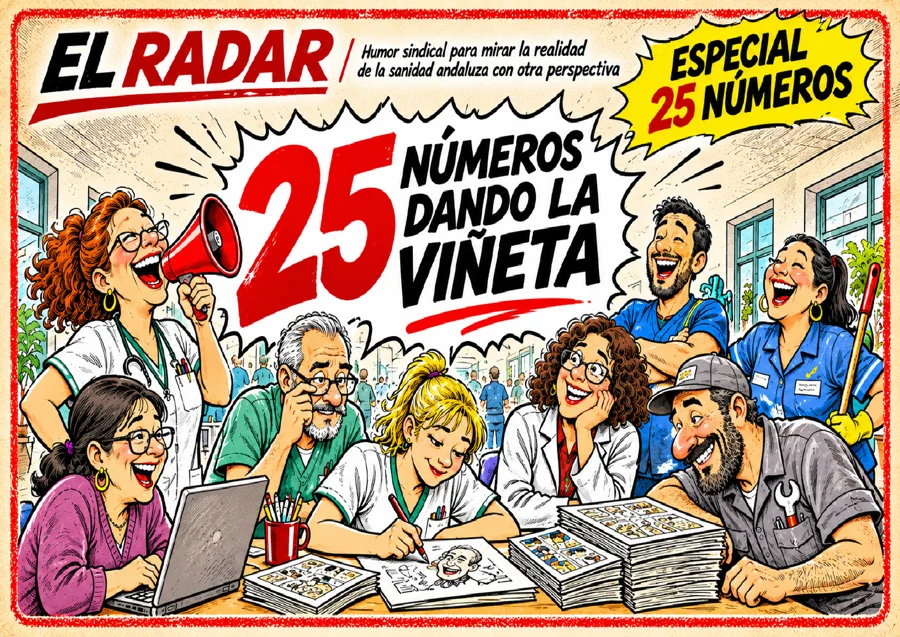 EL RADAR
Humor sindical para mirar la realidad
de la sanidad andaluza con otra perspectiva
ESPECIAL
25 NÚMEROS
25 NÚMEROS
DANDO LA
VIÑETA